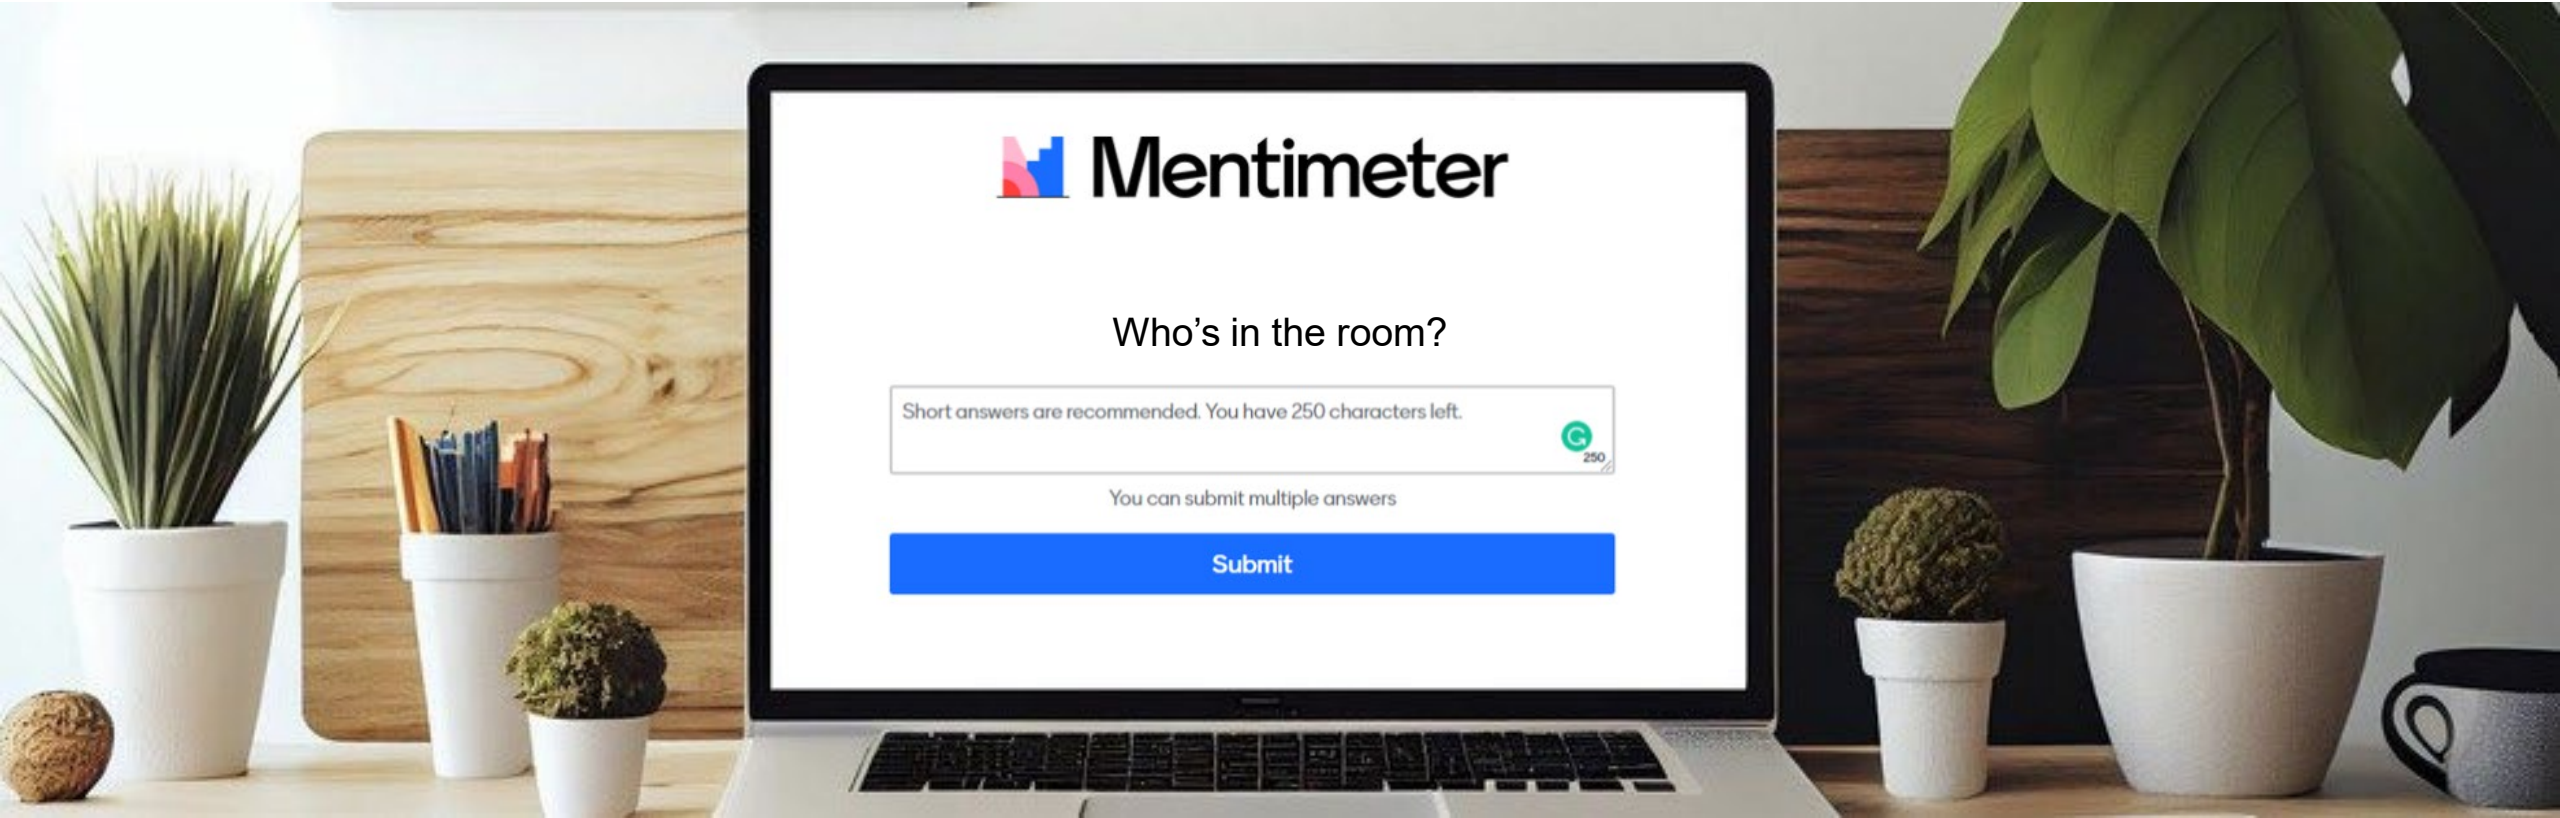 Mentimeter
Who’s in the room?
Short answers are recommended. You have 250 characters left.
250
You can submit multiple answers
Submit